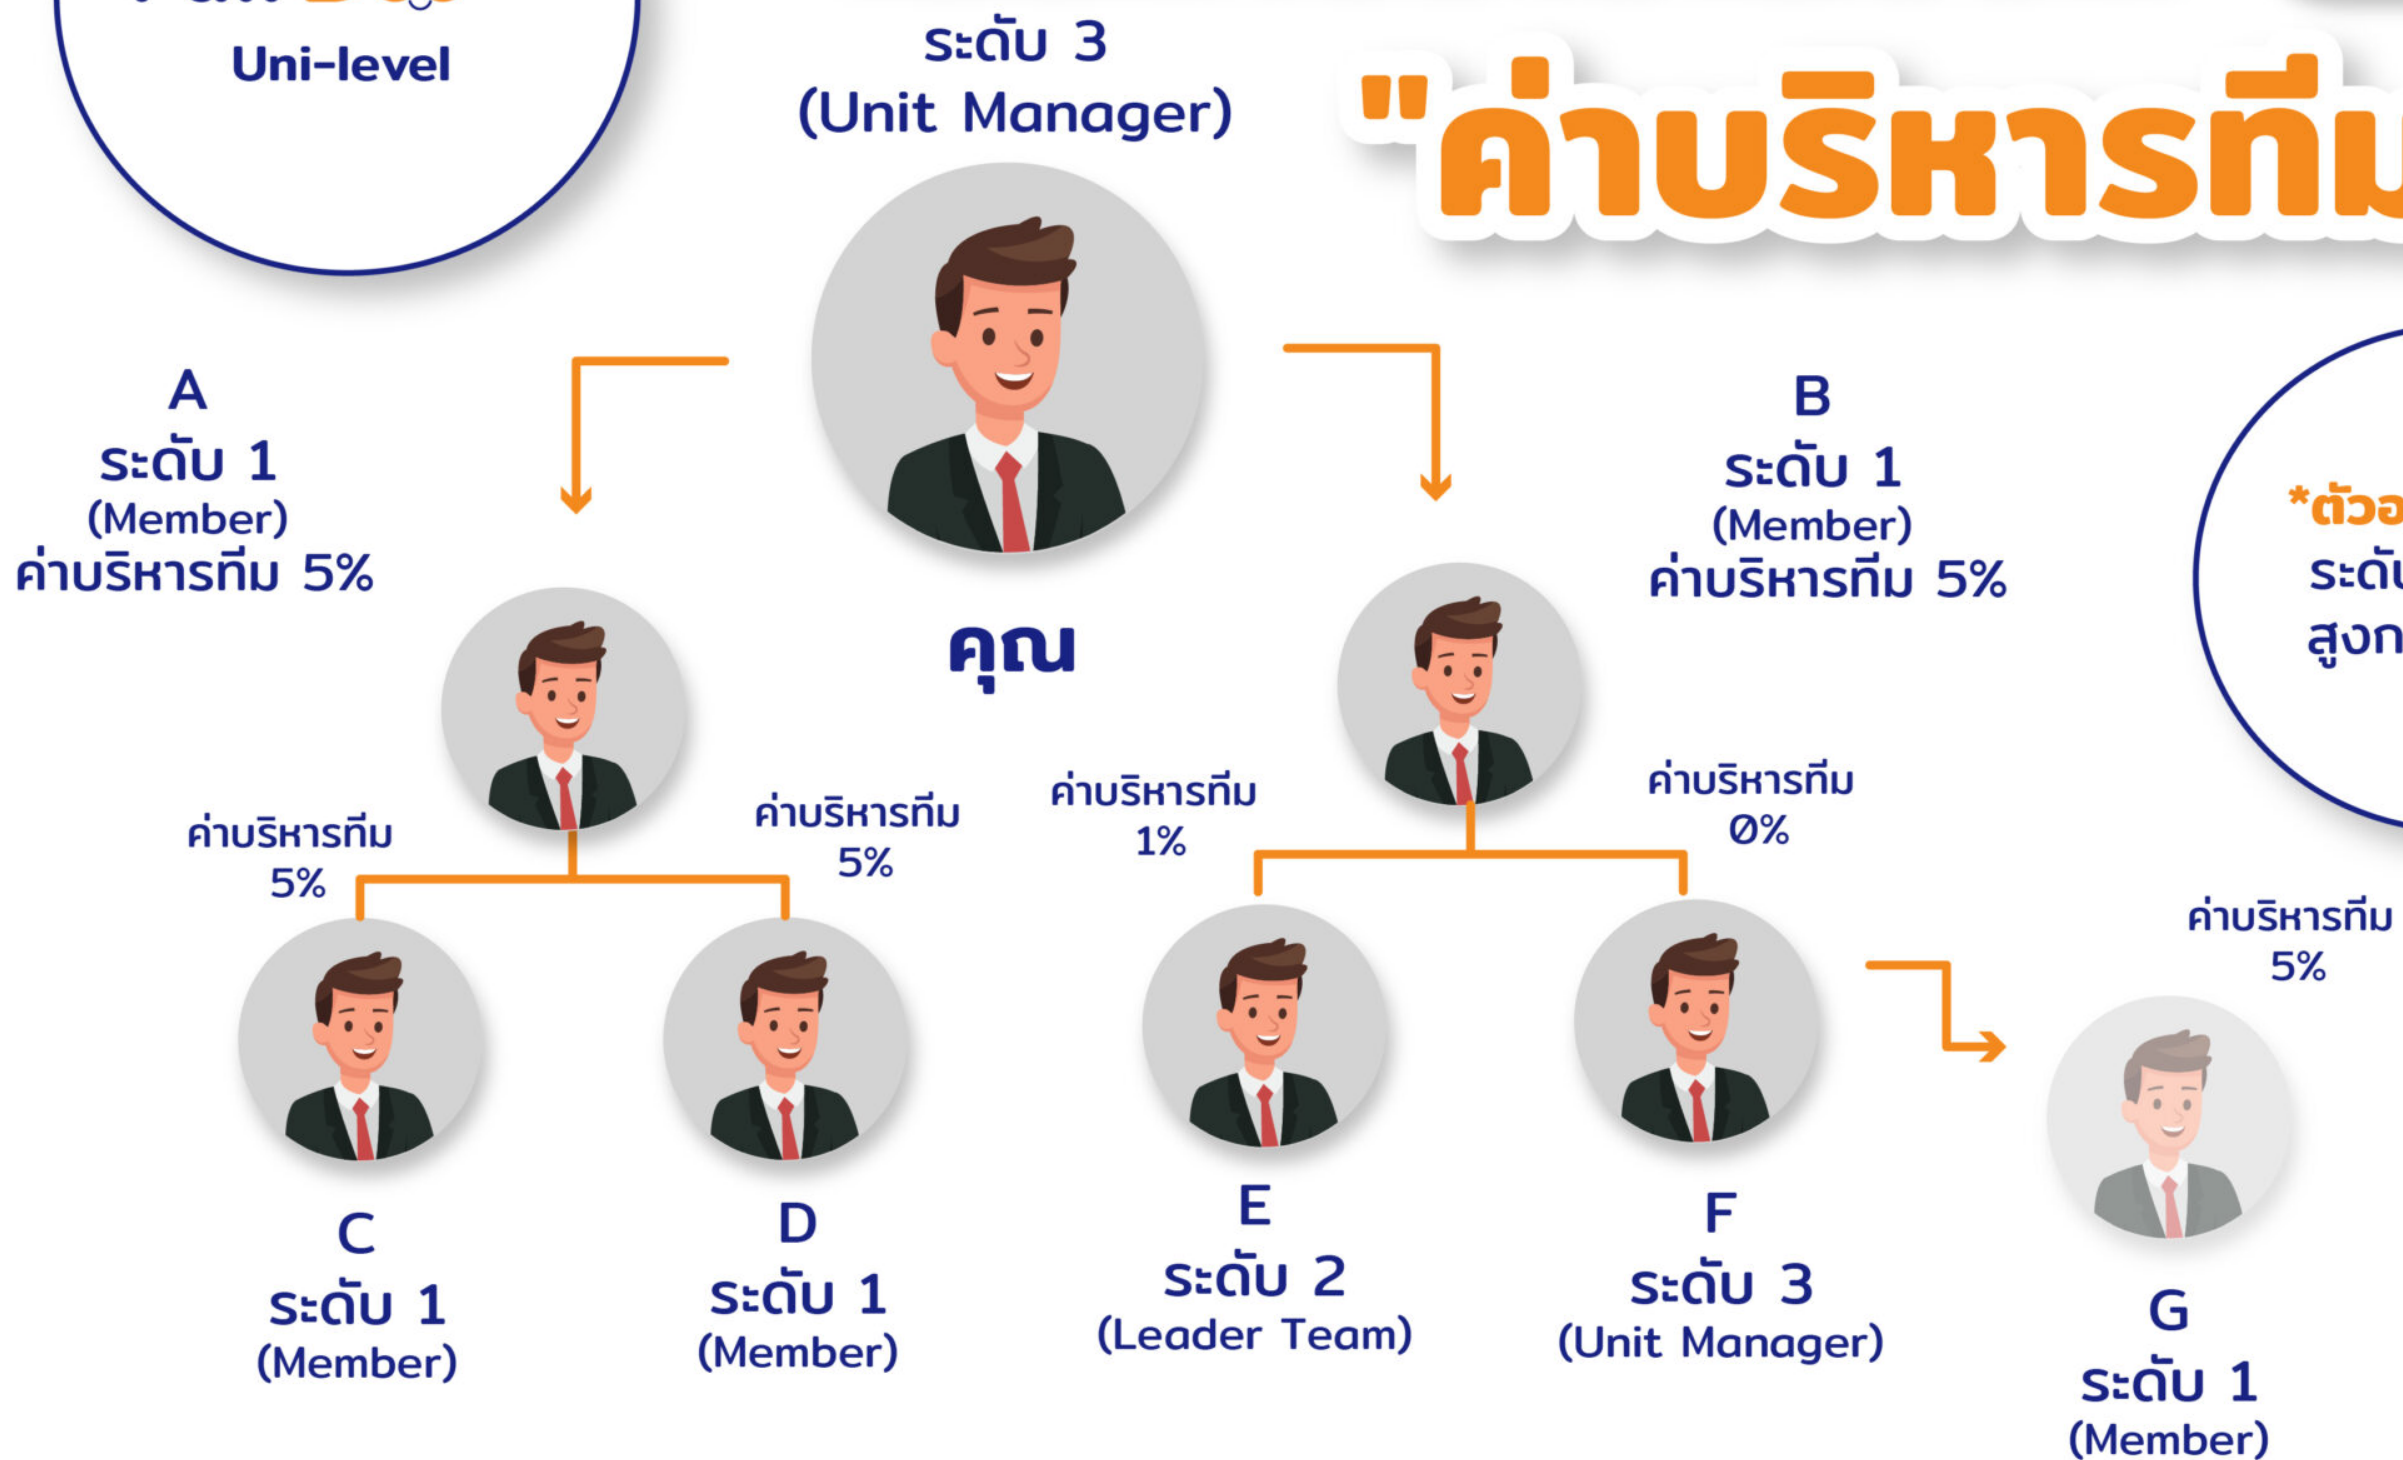 Uni-level
ระดับ 3
(Unit Manager)
"ค่าบริหารทีม
A
ระดับ 1
(Member)
ค่าบริหารทีม 5%
คุณ
B
ระดับ 1
(Member)
ค่าบริหารทีม 5%
ค่าบริหารทีม
5%
ค่าบริหารทีม
5%
ค่าบริหารทีม
1%
ค่าบริหารทีม
0%
ค่าบริหารทีม
5%
C
ระดับ 1
(Member)
D
ระดับ 1
(Member)
E
ระดับ 2
(Leader Team)
F
ระดับ 3
(Unit Manager)
G
ระดับ 1
(Member)